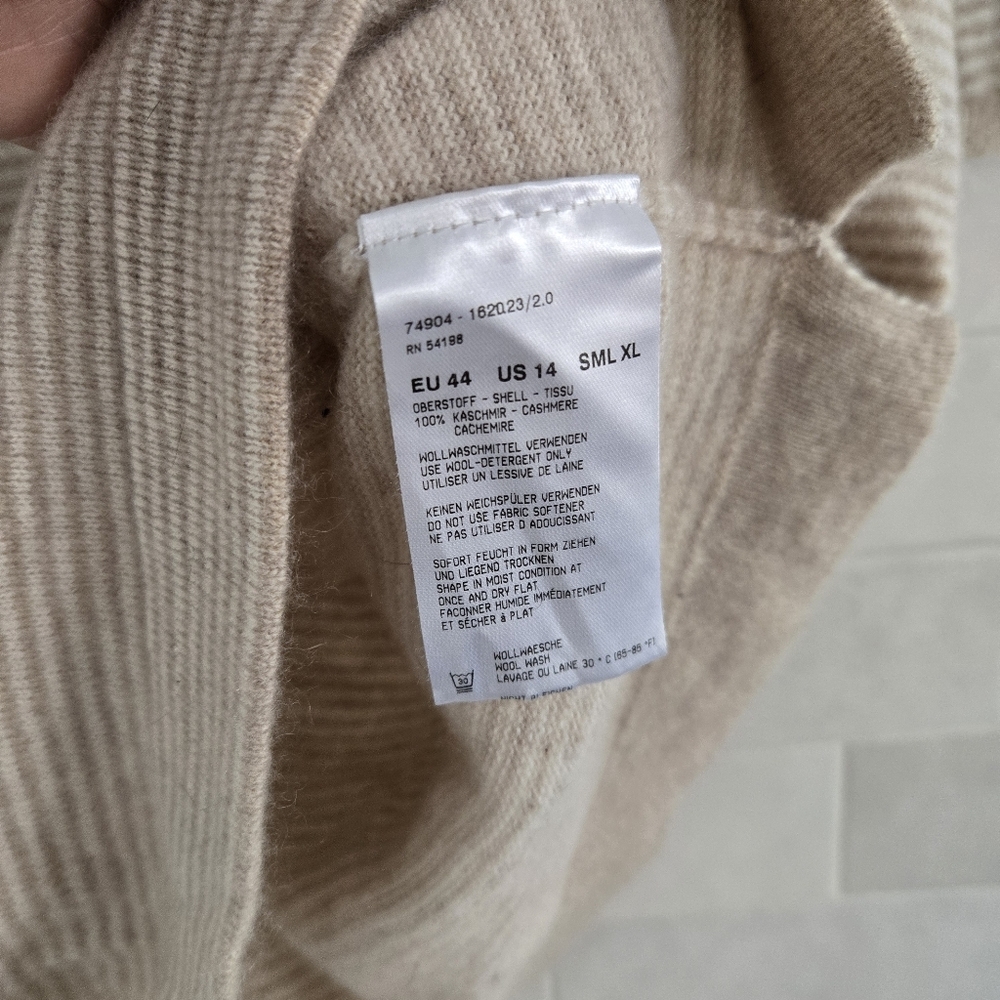 74904 - 162023/2.0
RN 54198
EU 44 US 14 SML XL
OBERSTOFF - SHELL - TISSU
100% KASCHMIR - CASHMERE
CACHEMIRE
WOLLWASCHMITTEL VERWENDEN
USE WOOL-DETERGENT ONLY
UTILISER UN LESSIVE DE LAINE
KEINEN WEICHSPÜLER VERWENDEN
DO NOT USE FABRIC SOFTENER
NE PAS UTILISER D ADOUCISSANT
SOFORT FEUCHT IN FORM ZIEHEN
UND LIEGEND TROCKNEN
SHAPE IN MOIST CONDITION AT
ONCE AND DRY FLAT
FACONNER HUMIDE IMMÉDIATEMENT
ET SÉCHER à PLAT
WOLLWAESCHE
WOOL WASH
LAVAGE OU LAINE 30 ° C (85-86 °F)
30